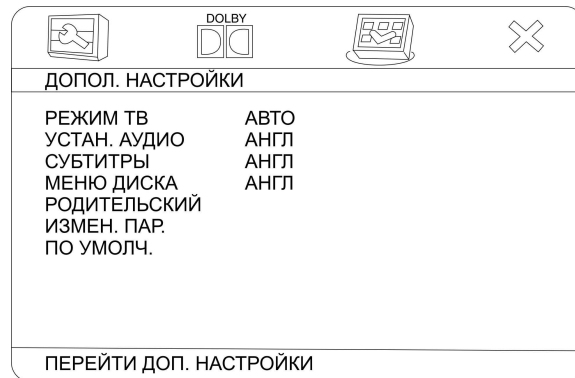 DOLBY
ДОПОЛ. НАСТРОЙКИ
РЕЖИМ ТВ АВТО
УСТАН. АУДИО АНГЛ
СУБТИТРЫ АНГЛ
МЕНЮ ДИСКА АНГЛ
РОДИТЕЛЬСКИЙ
ИЗМЕН. ПАР.
ПО УМОЛЧ.
ПЕРЕЙТИ ДОП. НАСТРОЙКИ